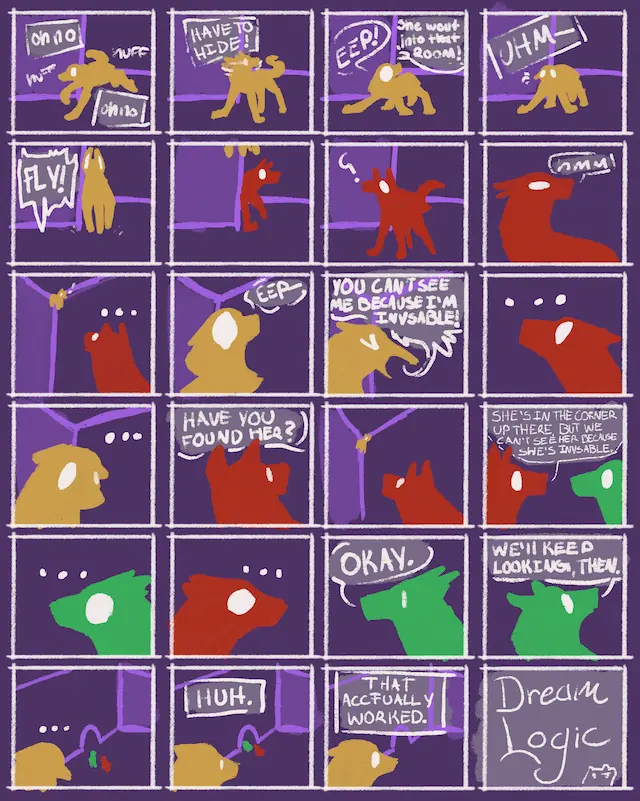 oh no
HUFF
HUFF
oh no
HAVE TO
HIDE!
EEP!
She went
into that
ROOM!
UHM—
FLY!
?
HMM!
...
EEP—
YOU CAN'T SEE
ME BECAUSE I'M
INVISABLE!
...
...
HAVE YOU
FOUND HER?
SHE'S IN THE CORNER
UP THERE, BUT WE
CAN'T SEE HER BECAUSE
SHE'S INVISABLE.
...
...
OKAY.
WE'll KEEP
LOOKING, THEN.
...
HUH.
THAT
ACCTUALLY
WORKED.
Dream
Logic